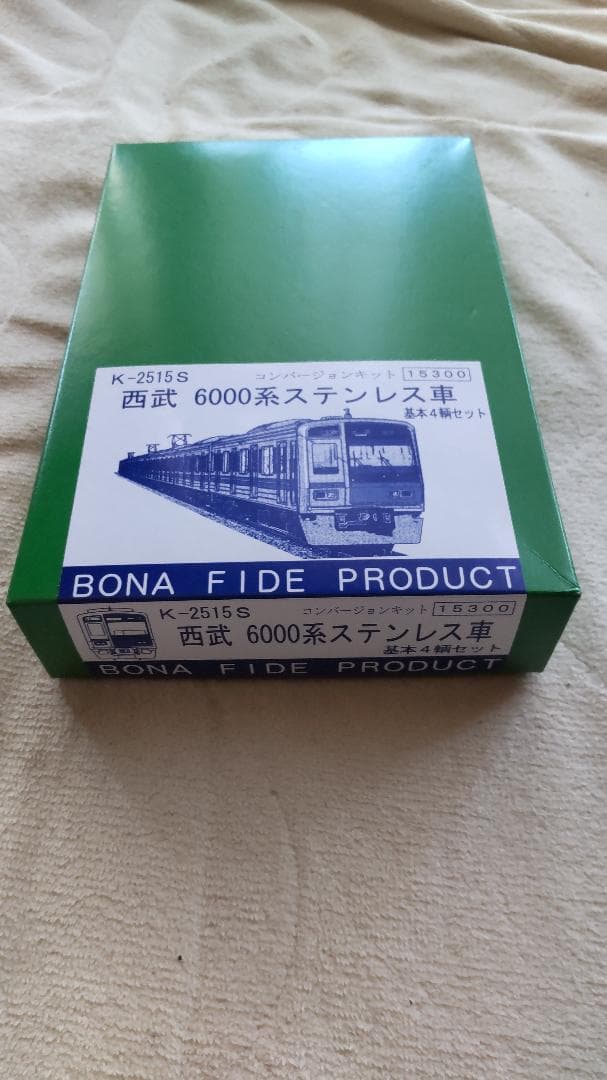 K-2515S コンバージョンキット 15300
西武 6000系ステンレス車
基本4輌セット
BONA FIDE PRODUCT
K-2515S コンバージョンキット 15300
西武 6000系ステンレス車
基本4輌セット
BONA FIDE PRODUCT